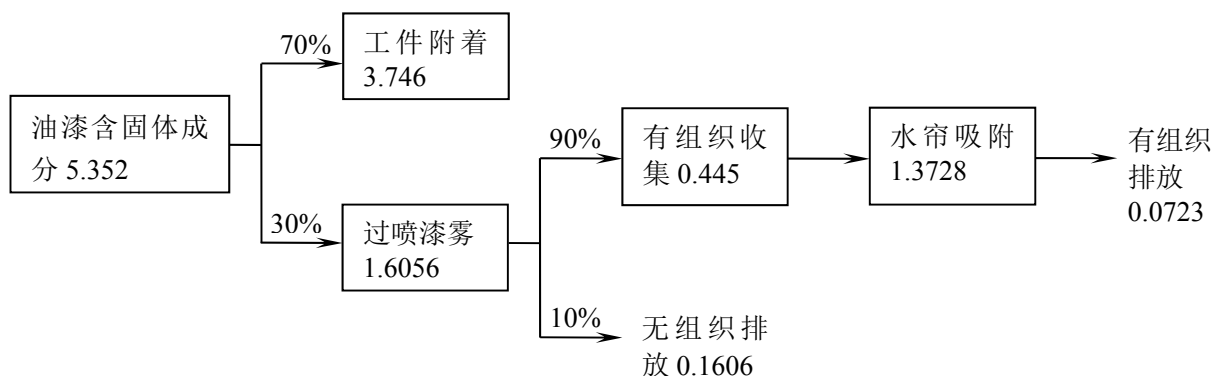 70%
工件附着
3.746
油漆含固体成
分 5.352
90%
有组织收
集 0.445
水帘吸附
1.3728
有组织
排放
0.0723
30%
过喷漆雾
1.6056
10%
无组织排
放 0.1606